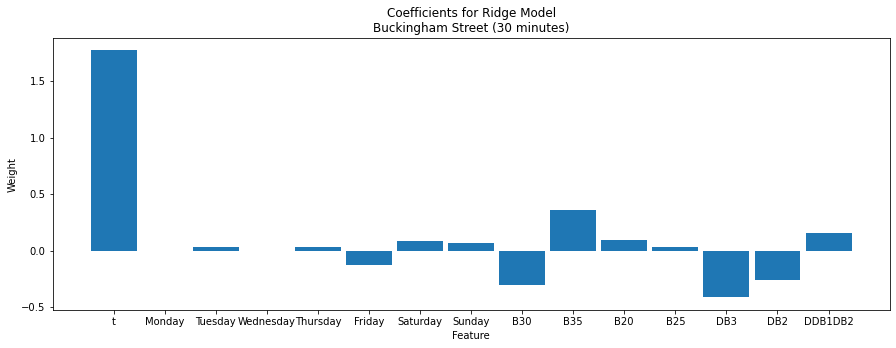 Coefficients for Ridge Model
Buckingham Street (30 minutes)
Weight
1.5
1.0
0.5
0.0
−0.5
t Monday Tuesday Wednesday Thursday Friday Saturday Sunday B30 B35 B20 B25 DB3 DB2 DDB1DB2
Feature